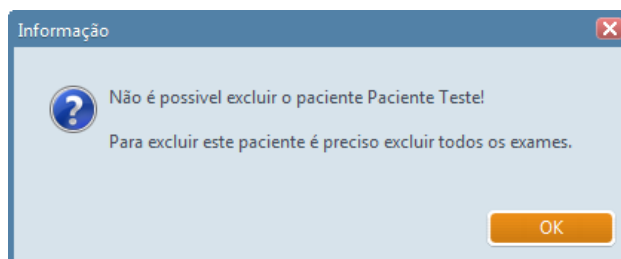 Informação
Não é possivel excluir o paciente Paciente Teste!
Para excluir este paciente é preciso excluir todos os exames.
OK